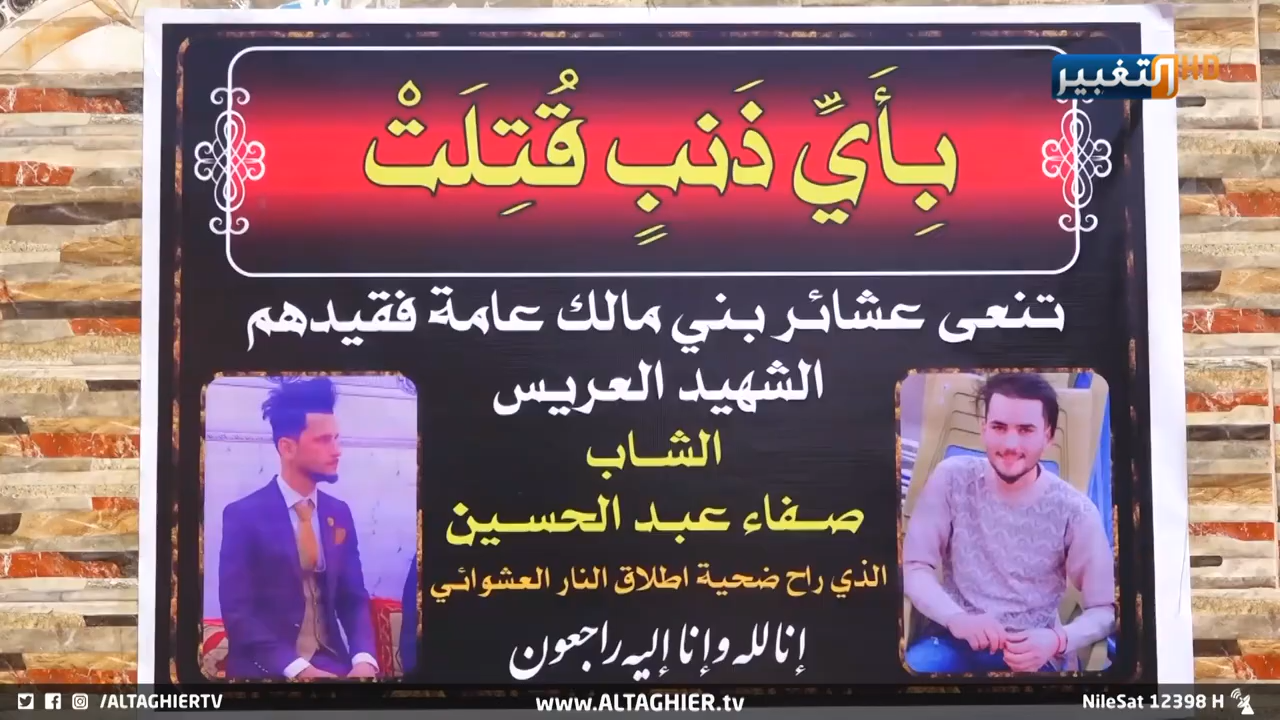 التغيير HD
بِأَيِّ ذَنبٍ قُتِلَتْ
تنعى عشائر بني مالك عامة فقيدهم
الشهيد العريس
الشاب
صفاء عبد الحسين
الذي راح ضحية اطلاق النار العشوائي
إنا لله وإنا إليه راجعون
/ALTAGHIERTV
www.ALTAGHIER.tv
NileSat 12398 H